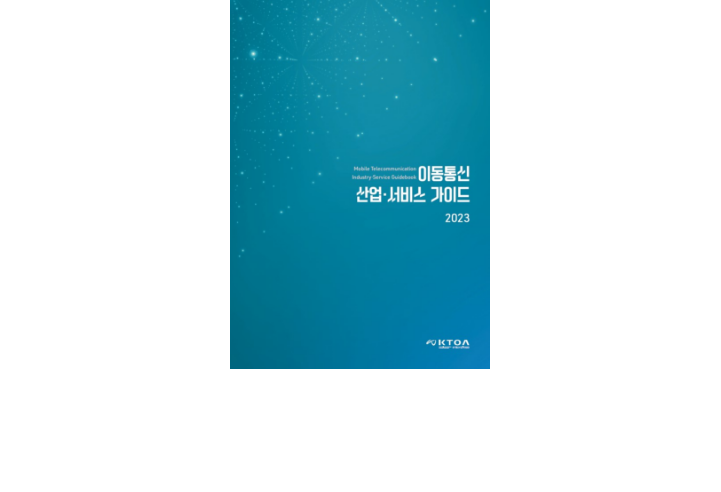 Mobile Telecommunication
Industry Service Guidebook 이동통신
산업·서비스 가이드
2023
KTOA